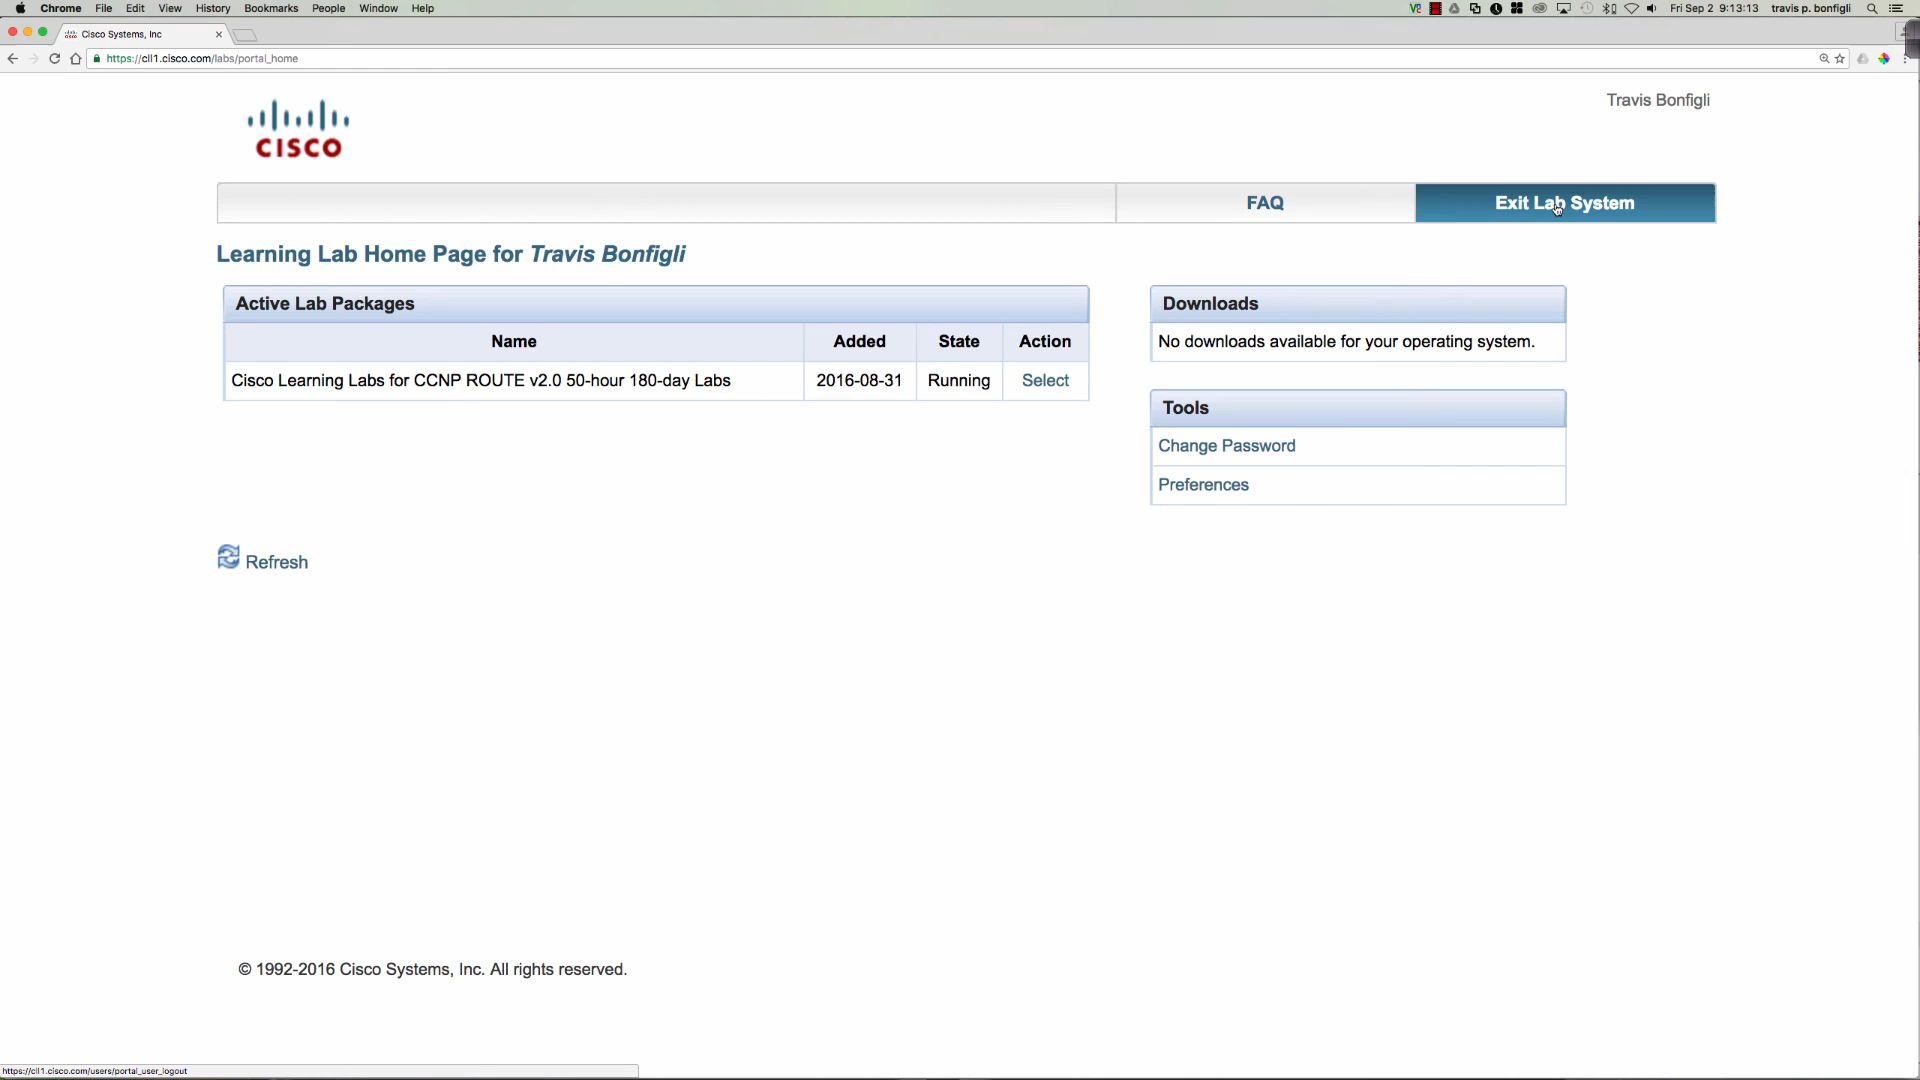 Chrome File Edit View History Bookmarks People Window Help
Fri Sep 2 9:13:13 travis p. bonfigli
Cisco Systems, Inc
https://cll1.cisco.com/labs/portal_home
Travis Bonfigli
CISCO
FAQ
Exit Lab System
Learning Lab Home Page for Travis Bonfigli
Active Lab Packages
Name Added State Action
Cisco Learning Labs for CCNP ROUTE v2.0 50-hour 180-day Labs 2016-08-31 Running Select
Downloads
No downloads available for your operating system.
Tools
Change Password
Preferences
Refresh
© 1992-2016 Cisco Systems, Inc. All rights reserved.
https://cll1.cisco.com/users/portal_user_logout